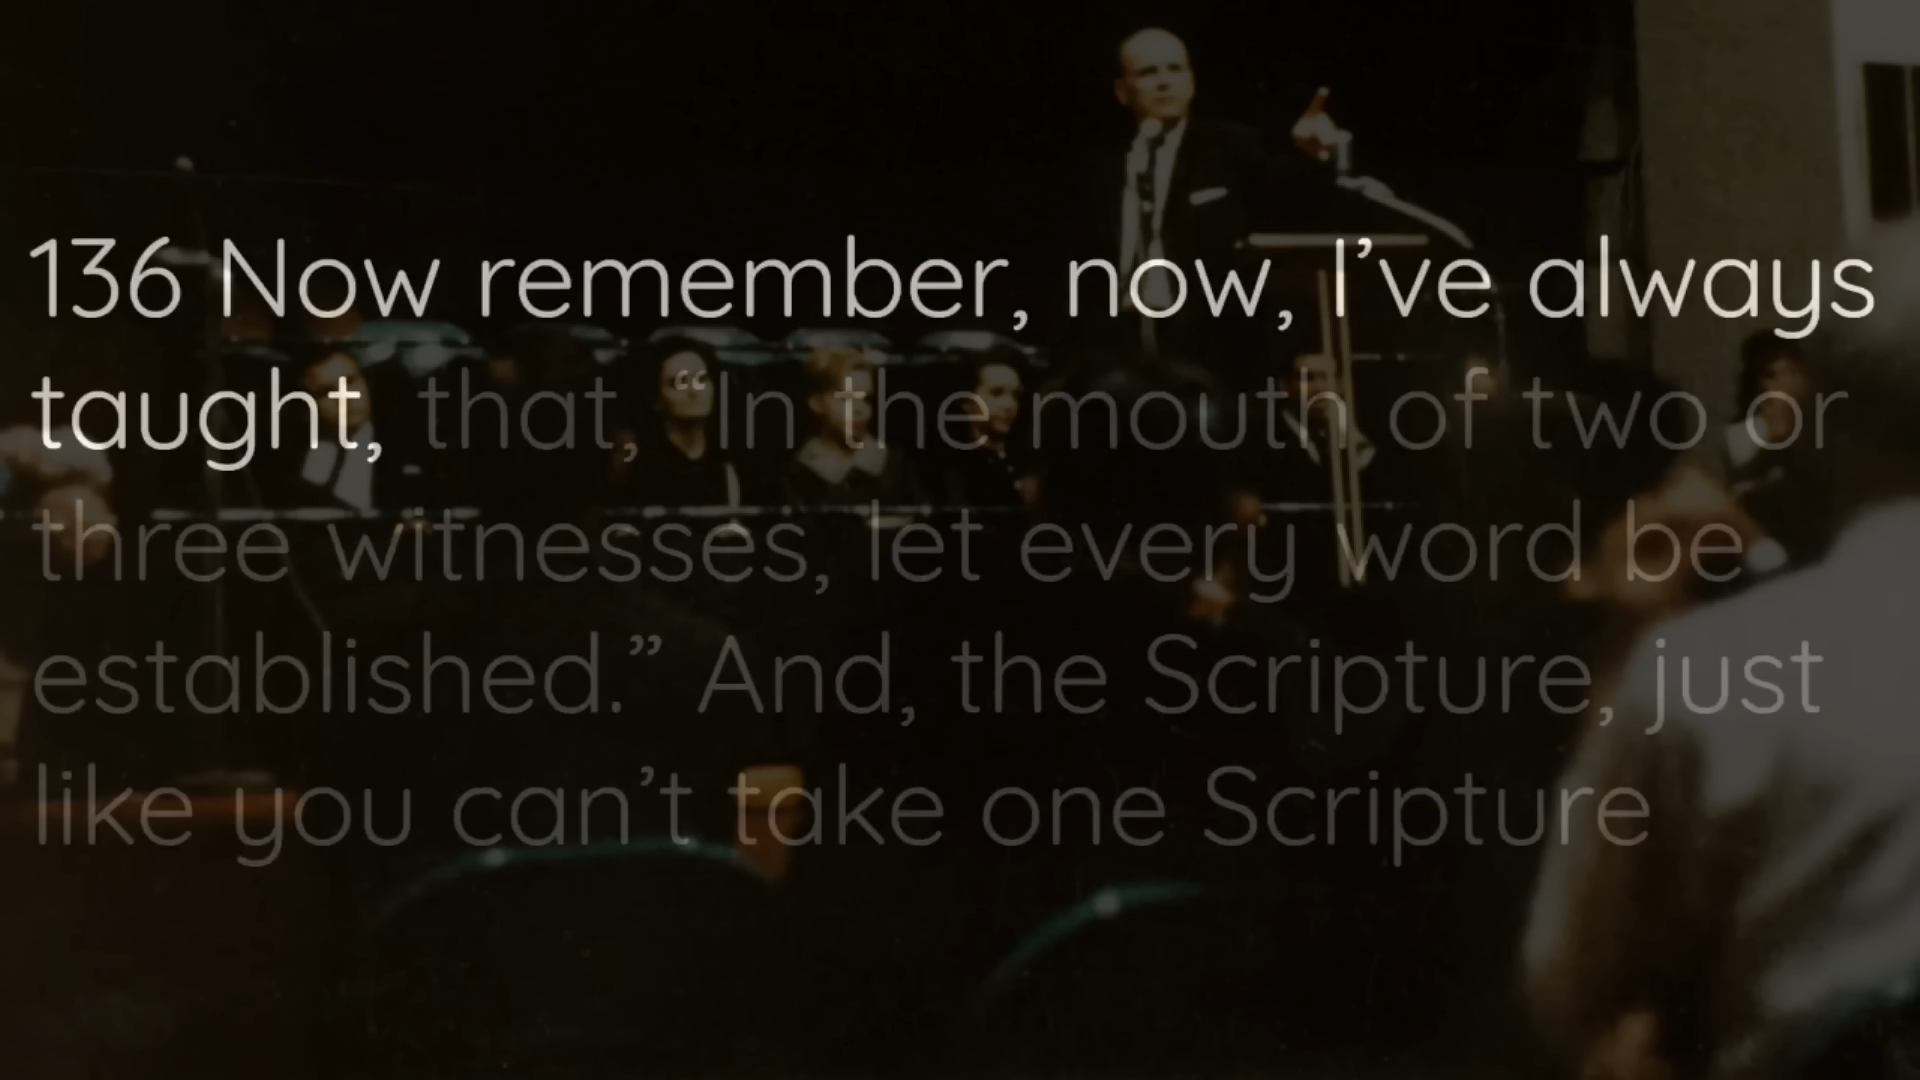 136 Now remember, now, I’ve always
taught, that, “In the mouth of two or
three witnesses, let every word be
established.” And, the Scripture, just
like you can’t take one Scripture